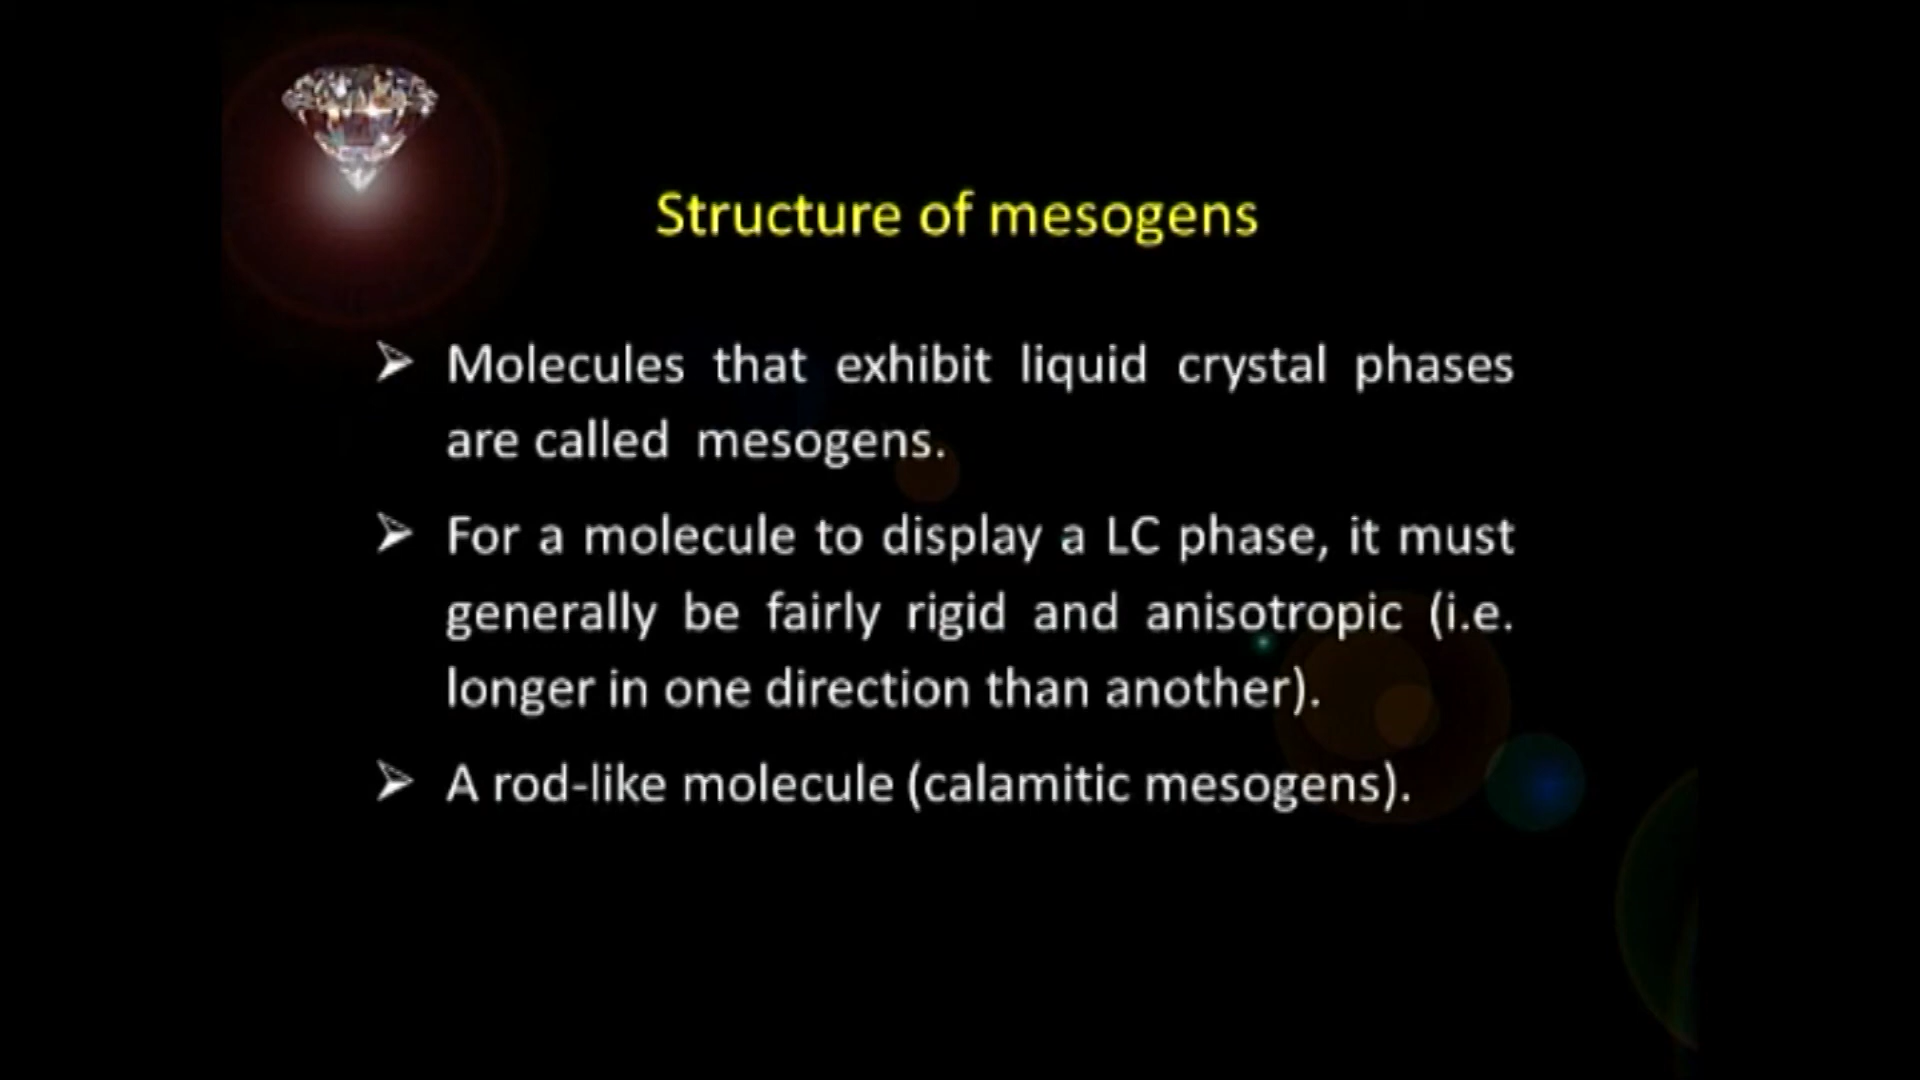 Structure of mesogens
➢ Molecules that exhibit liquid crystal phases
are called mesogens.
➢ For a molecule to display a LC phase, it must
generally be fairly rigid and anisotropic (i.e.
longer in one direction than another).
➢ A rod-like molecule (calamitic mesogens).